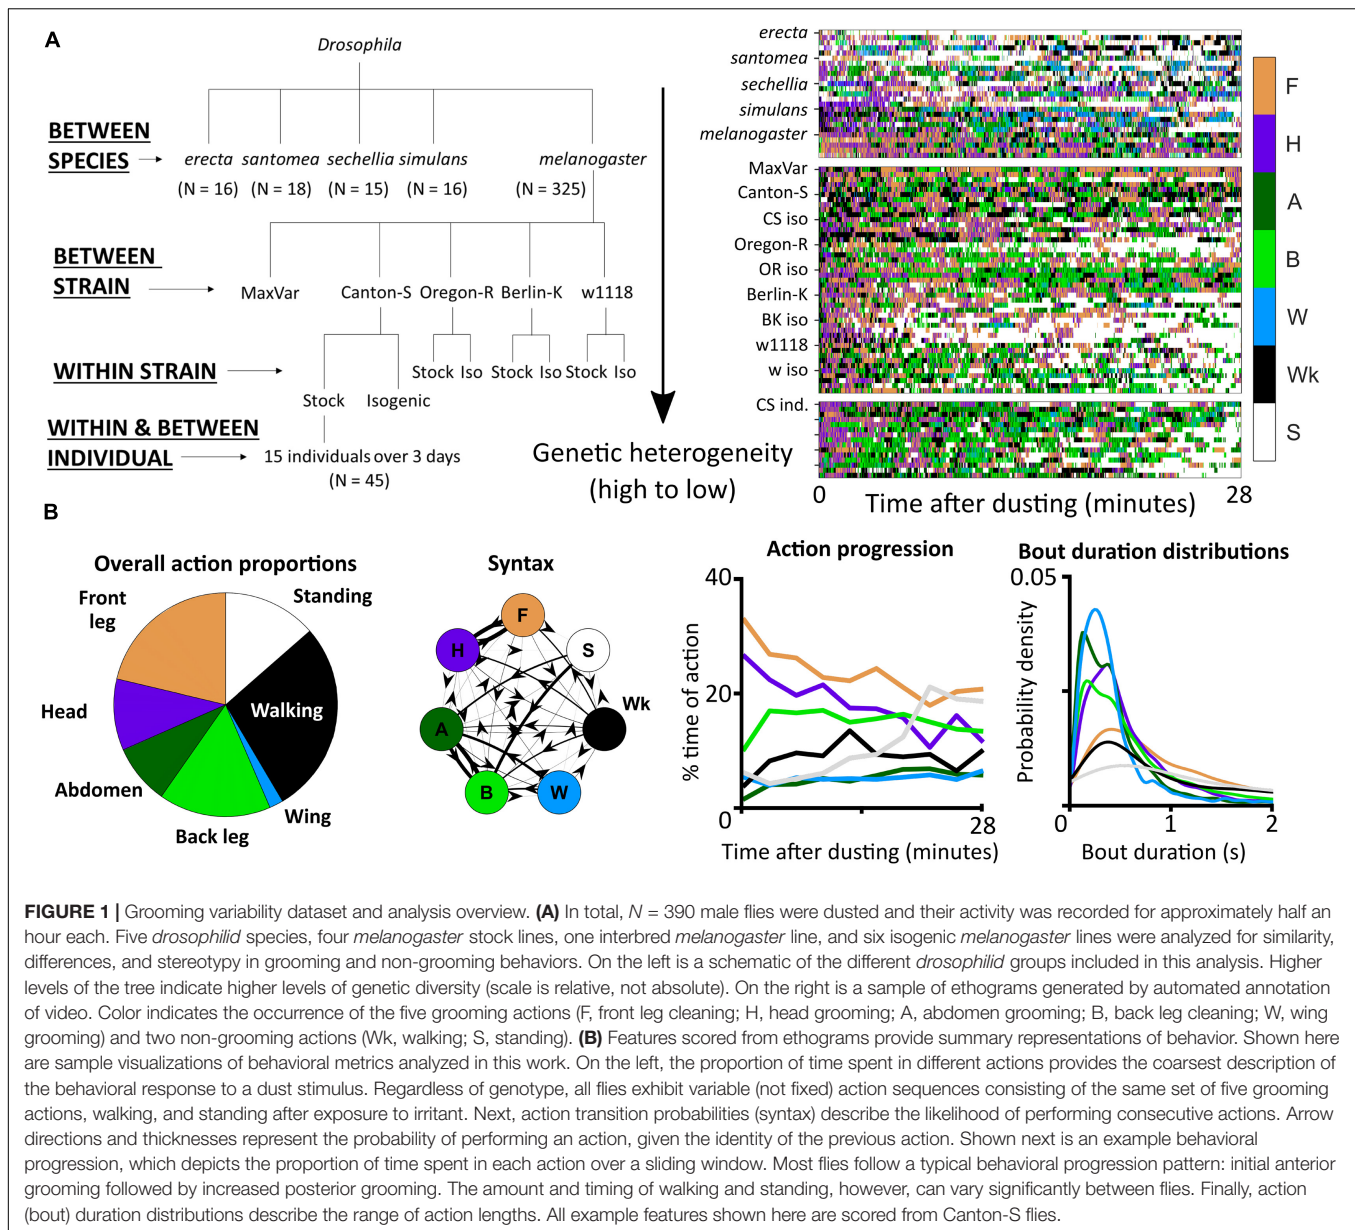 A
Drosophila
BETWEEN
SPECIES
erecta santomea sechellia simulans melanogaster
(N = 16) (N = 18) (N = 15) (N = 16) (N = 325)
BETWEEN
STRAIN
MaxVar Canton-S Oregon-R Berlin-K w1118
WITHIN STRAIN
Stock Iso Stock Iso Stock Iso
Stock Isogenic
WITHIN & BETWEEN
INDIVIDUAL
15 individuals over 3 days
(N = 45)
Genetic heterogeneity
(high to low)
erecta
santomea
sechellia
simulans
melanogaster
MaxVar
Canton-S
CS iso
Oregon-R
OR iso
Berlin-K
BK iso
w1118
w iso
CS ind.
0 Time after dusting (minutes) 28
F
H
A
B
W
Wk
S
B
Overall action proportions
Front
leg
Standing
Head
Walking
Abdomen
Back leg
Wing
Syntax
F
H
S
A
Wk
B
W
Action progression
40
20
0
% time of action
0 28
Time after dusting (minutes)
Bout duration distributions
0.05
Probability density
0
0 1 2
Bout duration (s)
FIGURE 1 | Grooming variability dataset and analysis overview. (A) In total, N = 390 male flies were dusted and their activity was recorded for approximately half an
hour each. Five drosophilid species, four melanogaster stock lines, one interbred melanogaster line, and six isogenic melanogaster lines were analyzed for similarity,
differences, and stereotypy in grooming and non-grooming behaviors. On the left is a schematic of the different drosophilid groups included in this analysis. Higher
levels of the tree indicate higher levels of genetic diversity (scale is relative, not absolute). On the right is a sample of ethograms generated by automated annotation
of video. Color indicates the occurrence of the five grooming actions (F, front leg cleaning; H, head grooming; A, abdomen grooming; B, back leg cleaning; W, wing
grooming) and two non-grooming actions (Wk, walking; S, standing). (B) Features scored from ethograms provide summary representations of behavior. Shown here
are sample visualizations of behavioral metrics analyzed in this work. On the left, the proportion of time spent in different actions provides the coarsest description of
the behavioral response to a dust stimulus. Regardless of genotype, all flies exhibit variable (not fixed) action sequences consisting of the same set of five grooming
actions, walking, and standing after exposure to irritant. Next, action transition probabilities (syntax) describe the likelihood of performing consecutive actions. Arrow
directions and thicknesses represent the probability of performing an action, given the identity of the previous action. Shown next is an example behavioral
progression, which depicts the proportion of time spent in each action over a sliding window. Most flies follow a typical behavioral progression pattern: initial anterior
grooming followed by increased posterior grooming. The amount and timing of walking and standing, however, can vary significantly between flies. Finally, action
(bout) duration distributions describe the range of action lengths. All example features shown here are scored from Canton-S flies.